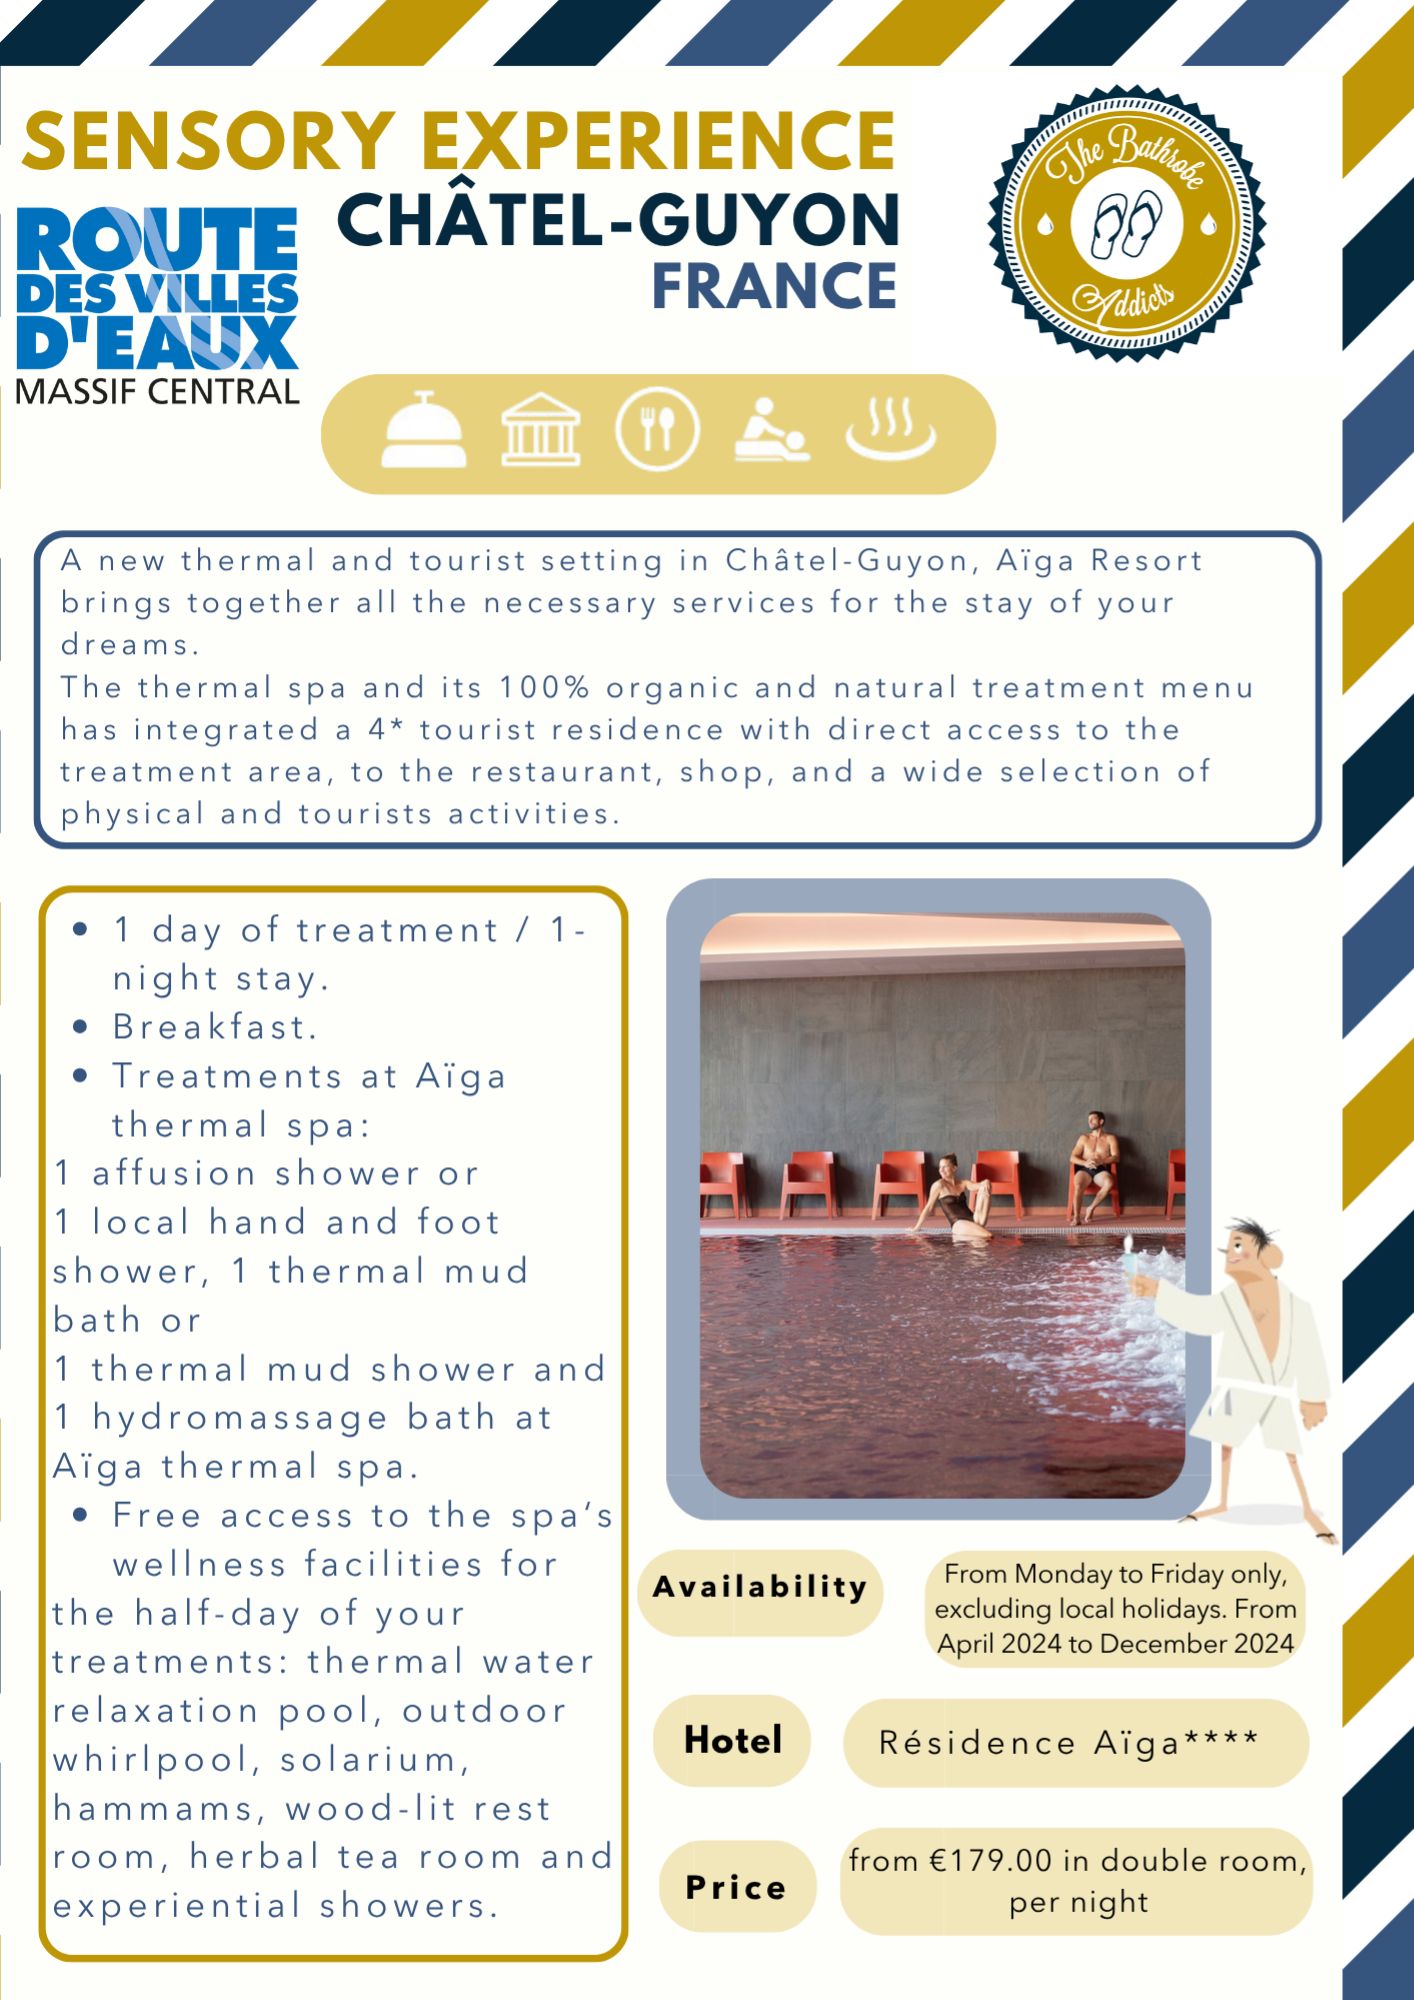 SENSORY EXPERIENCE
CHÂTEL-GUYON
FRANCE
ROUTE
DES VILLES
D'EAUX
MASSIF CENTRAL
The Bathrobe
Addicts
A new thermal and tourist setting in Châtel-Guyon, Aïga Resort
brings together all the necessary services for the stay of your
dreams.
The thermal spa and its 100% organic and natural treatment menu
has integrated a 4* tourist residence with direct access to the
treatment area, to the restaurant, shop, and a wide selection of
physical and tourists activities.
• 1 day of treatment / 1-
night stay.
• Breakfast.
• Treatments at Aïga
thermal spa:
1 affusion shower or
1 local hand and foot
shower, 1 thermal mud
bath or
1 thermal mud shower and
1 hydromassage bath at
Aïga thermal spa.
• Free access to the spa’s
wellness facilities for
the half-day of your
treatments: thermal water
relaxation pool, outdoor
whirlpool, solarium,
hammams, wood-lit rest
room, herbal tea room and
experiential showers.
Availability
From Monday to Friday only,
excluding local holidays. From
April 2024 to December 2024
Hotel
Résidence Aïga****
Price
from €179.00 in double room,
per night